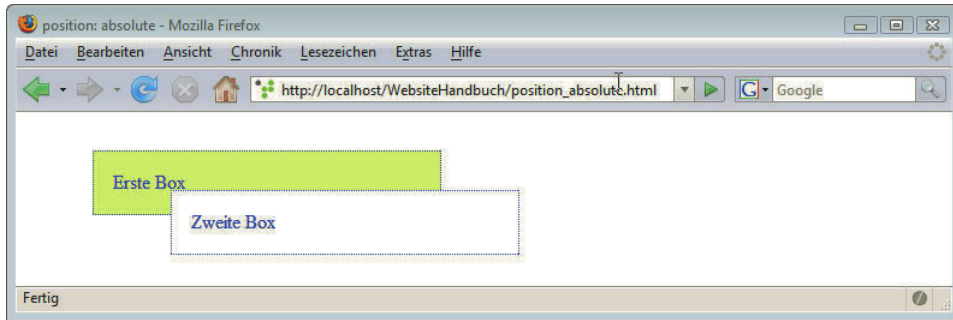 position: absolute - Mozilla Firefox
Datei Bearbeiten Ansicht Chronik Lesezeichen Extras Hilfe
http://localhost/WebsiteHandbuch/position_absolute.html G Google
Erste Box
Zweite Box
Fertig